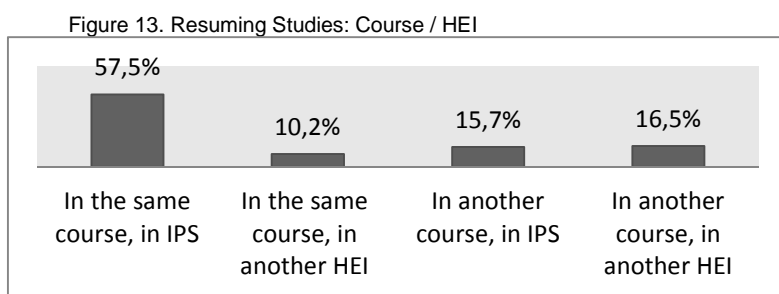 Figure 13. Resuming Studies: Course / HEI
57,5%
10,2%
15,7%
16,5%
In the same
course, in IPS
In the same
course, in
another HEI
In another
course, in IPS
In another
course, in
another HEI